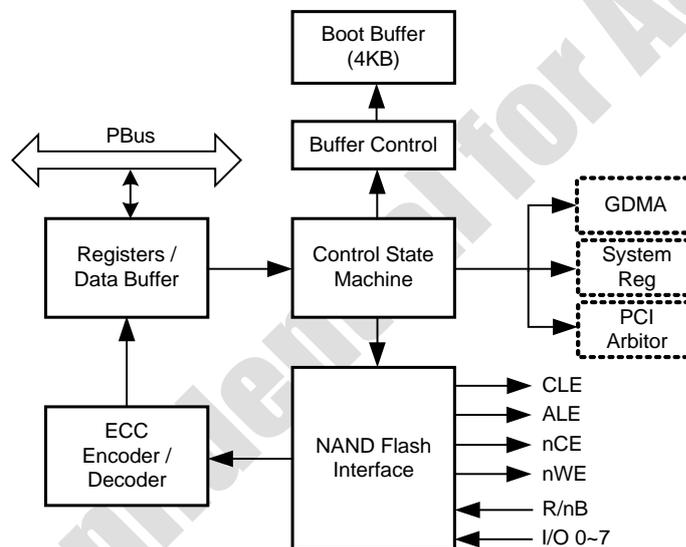 Boot Buffer
(4KB)
PBus
Buffer Control
GDMA
Registers /
Data Buffer
Control State
Machine
System
Reg
PCI
Arbitor
CLE
ALE
nCE
nWE
R/nB
I/O 0~7
ECC
Encoder /
Decoder
NAND Flash
Interface